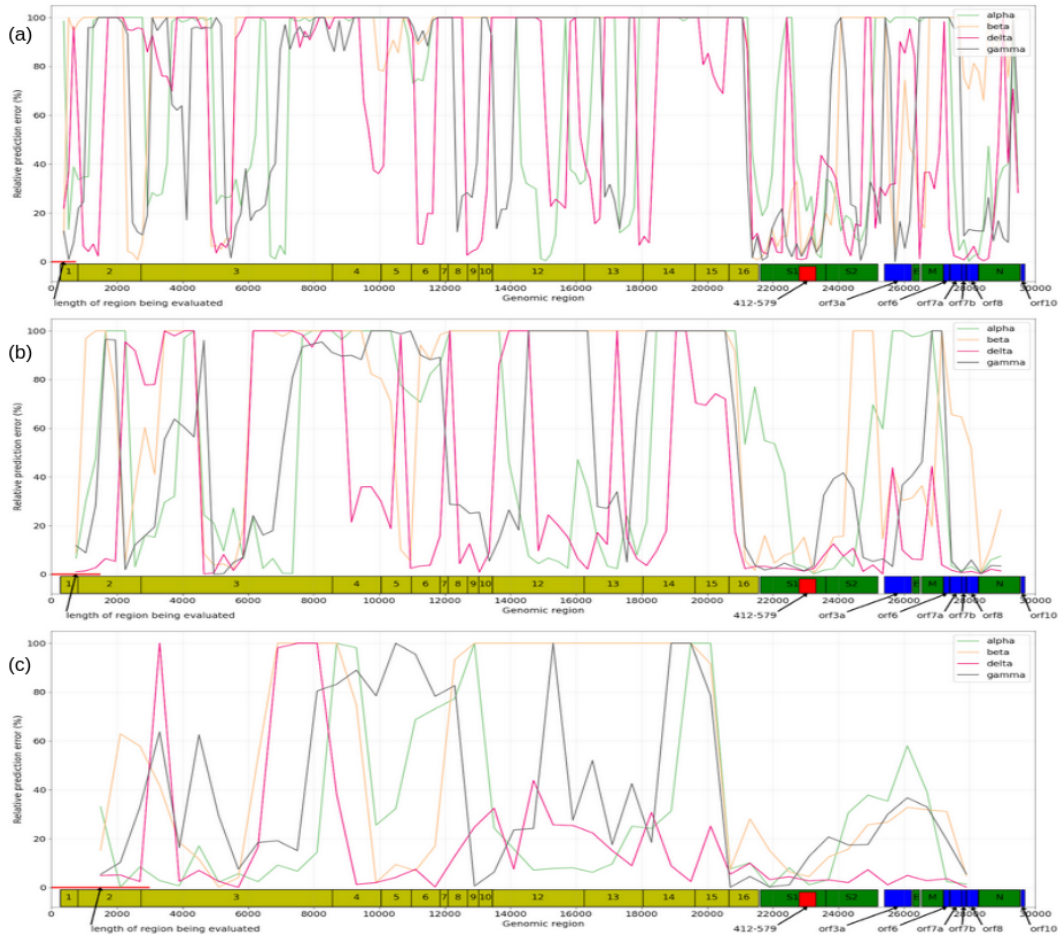 (a)
Relative prediction error (%)
100
80
60
40
20
0
alpha
beta
delta
gamma
1 2 3 4 5 6 7 8 9 10 12 13 14 15 16 S1 S2 E M N
0 2000 4000 6000 8000 10000 12000 14000 16000 18000 20000 22000 24000 26000 28000 30000
length of region being evaluated
Genomic region
412-579 orf3a orf6 orf7a orf7b orf8 orf10
(b)
Relative prediction error (%)
100
80
60
40
20
0
alpha
beta
delta
gamma
1 2 3 4 5 6 7 8 9 10 12 13 14 15 16 S1 S2 E M N
0 2000 4000 6000 8000 10000 12000 14000 16000 18000 20000 22000 24000 26000 28000 30000
length of region being evaluated
Genomic region
412-579 orf3a orf6 orf7a orf7b orf8 orf10
(c)
Relative prediction error (%)
100
80
60
40
20
0
alpha
beta
delta
gamma
1 2 3 4 5 6 7 8 9 10 12 13 14 15 16 S1 S2 E M N
0 2000 4000 6000 8000 10000 12000 14000 16000 18000 20000 22000 24000 26000 28000 30000
length of region being evaluated
Genomic region
412-579 orf3a orf6 orf7a orf7b orf8 orf10